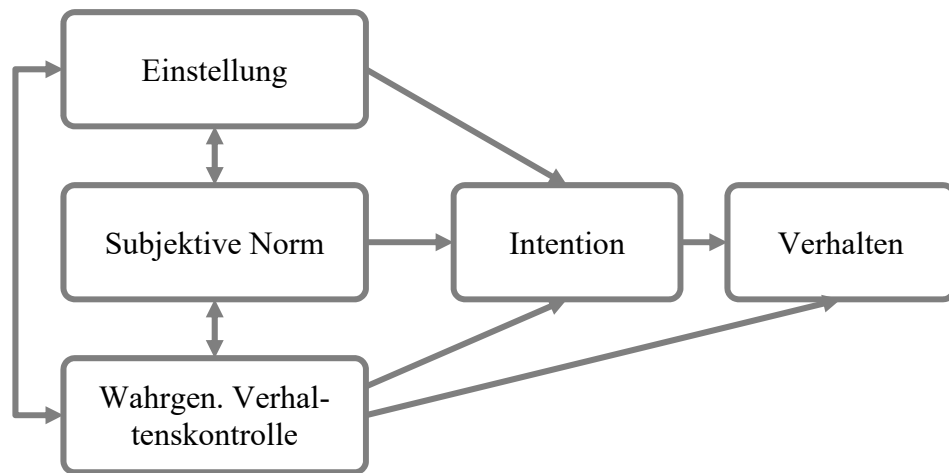 Einstellung
Subjektive Norm
Intention
Verhalten
Wahrgen. Verhal-
tenskontrolle